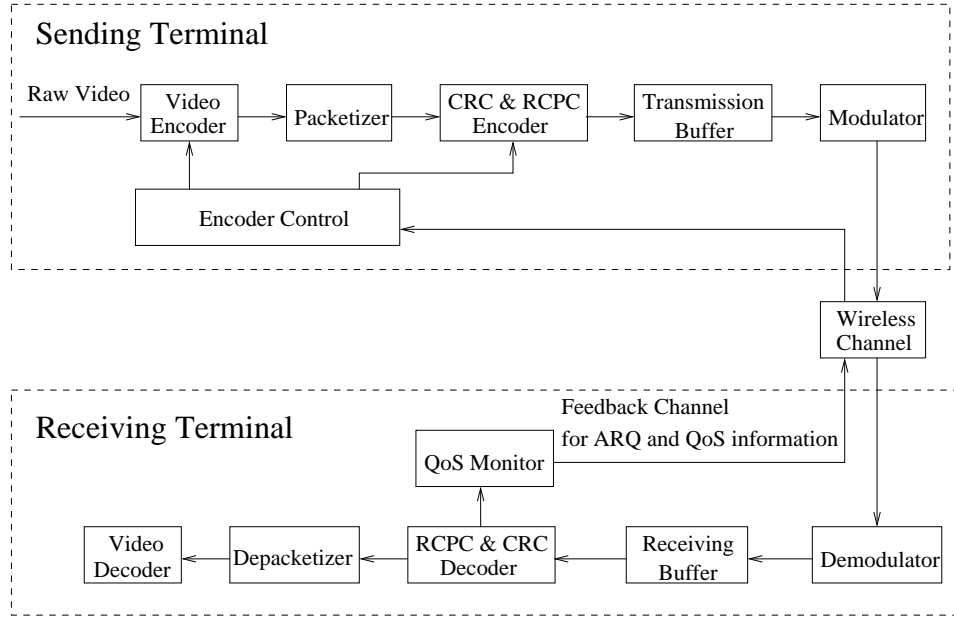 Sending Terminal
Raw Video
Video
Encoder
Packetizer
CRC & RCPC
Encoder
Transmission
Buffer
Modulator
Encoder Control
Wireless
Channel
Receiving Terminal
Feedback Channel
for ARQ and QoS information
QoS Monitor
Video
Decoder
Depacketizer
RCPC & CRC
Decoder
Receiving
Buffer
Demodulator